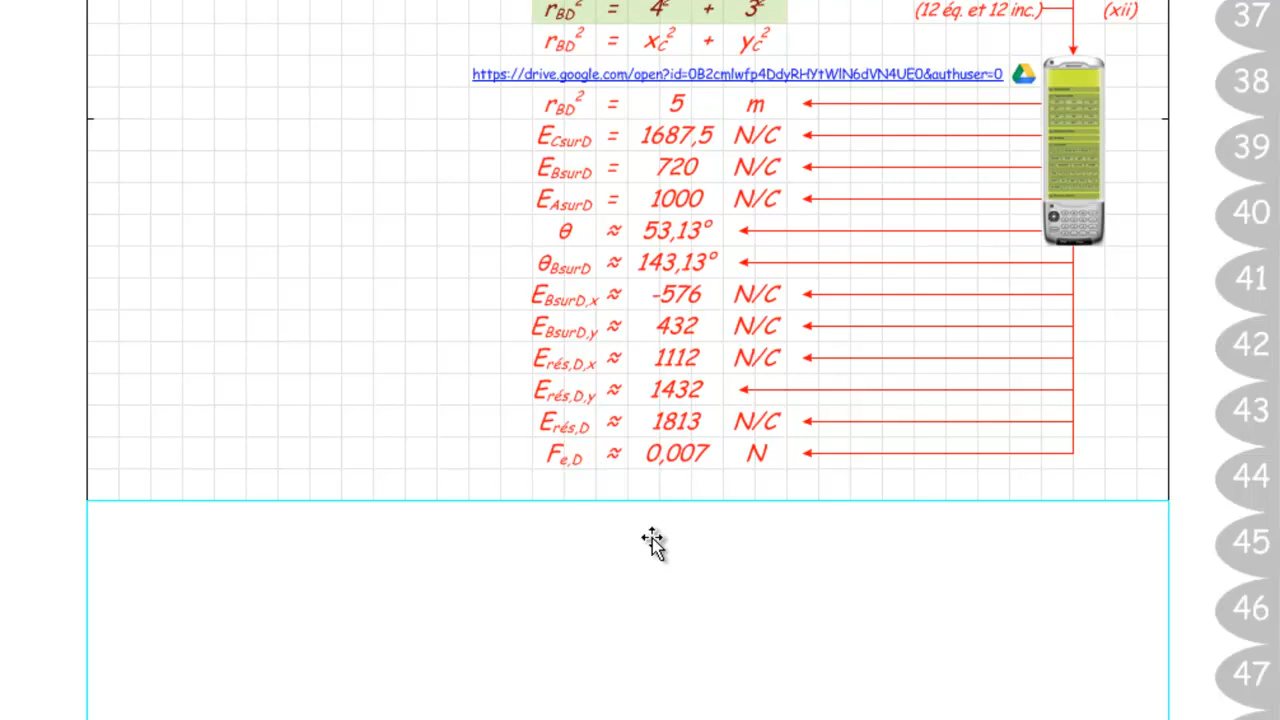 r_BD² = 4² + 3²
(12 éq. et 12 inc.) (xii)
r_BD² = x_C² + y_C²
https://drive.google.com/open?id=0B2cmlwfp4DdyRHYtWlN6dVN4UE0&authuser=0
r_BD² = 5 m
E_CsurD = 1687,5 N/C
E_BsurD = 720 N/C
E_AsurD = 1000 N/C
θ ≈ 53,13°
θ_BsurD ≈ 143,13°
E_BsurD,x ≈ -576 N/C
E_BsurD,y ≈ 432 N/C
E_rés,D,x ≈ 1112 N/C
E_rés,D,y ≈ 1432
E_rés,D ≈ 1813 N/C
F_e,D ≈ 0,007 N
37
38
39
40
41
42
43
44
45
46
47